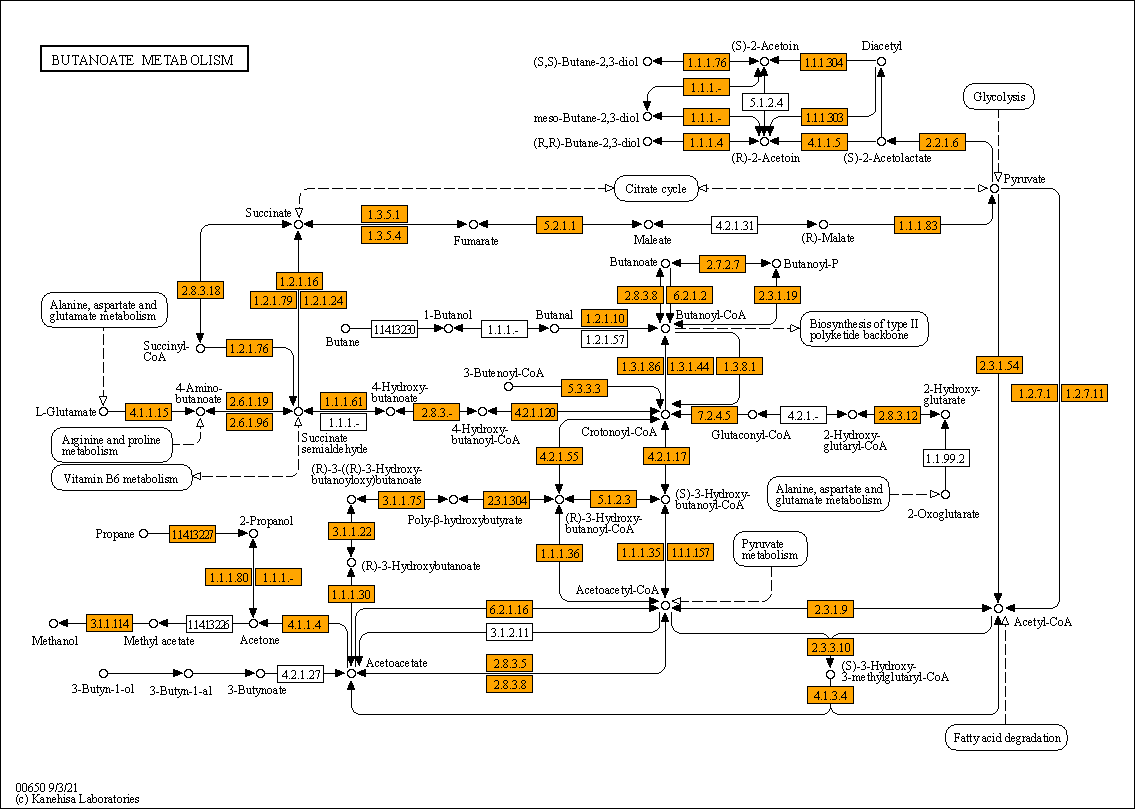 BUTANOATE METABOLISM
(S)-2-Acetoin
Diacetyl
(S,S)-Butane-2,3-diol
1.1.1.76
1.1.1.304
1.1.1.-
5.1.2.4
Glycolysis
meso-Butane-2,3-diol
1.1.1.-
1.1.1.303
(R,R)-Butane-2,3-diol
1.1.1.4
4.1.1.5
2.2.1.6
(R)-2-Acetoin
(S)-2-Acetolactate
Pyruvate
Citrate cycle
Succinate
1.3.5.1
1.3.5.4
Fumarate
5.2.1.1
Maleate
4.2.1.31
(R)-Malate
1.1.1.83
Butanoate
2.7.2.7
Butanoyl-P
2.8.3.18
1.2.1.16
1.2.1.79
1.2.1.24
2.8.3.8
6.2.1.2
2.3.1.19
Alanine, aspartate and
glutamate metabolism
1-Butanol
Butanal
1.2.1.10
Butanoyl-CoA
Butane
1.14.13.230
1.1.1.-
1.2.1.57
Biosynthesis of type II
polyketide backbone
Succinyl-
CoA
1.2.1.76
1.3.1.86
1.3.1.44
1.3.8.1
2.3.1.54
3-Butenoyl-CoA
5.3.3.3
4-Amino-
butanoate
4-Hydroxy-
butanoate
2-Hydroxy-
glutarate
1.2.7.1
1.2.7.11
L-Glutamate
4.1.1.15
2.6.1.19
2.6.1.96
1.1.1.61
1.1.1.-
2.8.3.-
4.2.1.120
7.2.4.5
4.2.1.-
2.8.3.12
Arginine and proline
metabolism
Succinate
semialdehyde
4-Hydroxy-
butanoyl-CoA
Crotonoyl-CoA
Glutaconyl-CoA
2-Hydroxy-
glutaryl-CoA
4.2.1.55
4.2.1.17
1.1.99.2
Vitamin B6 metabolism
(R)-3-((R)-3-Hydroxy-
butanoyloxy)butanoate
3.1.1.75
2.3.1.304
5.1.2.3
(S)-3-Hydroxy-
butanoyl-CoA
Alanine, aspartate and
glutamate metabolism
2-Oxoglutarate
Poly-β-hydroxybutyrate
(R)-3-Hydroxy-
butanoyl-CoA
2-Propanol
Propane
1.14.13.227
3.1.1.22
1.1.1.36
1.1.1.35
1.1.1.157
Pyruvate
metabolism
(R)-3-Hydroxybutanoate
1.1.1.80
1.1.1.-
1.1.1.30
Acetoacetyl-CoA
6.2.1.16
2.3.1.9
3.1.1.114
1.14.13.226
4.1.1.4
3.1.2.11
Acetyl-CoA
Methanol
Methyl acetate
Acetone
2.3.3.10
Acetoacetate
2.8.3.5
2.8.3.8
(S)-3-Hydroxy-
3-methylglutaryl-CoA
4.2.1.27
3-Butyn-1-ol
3-Butyn-1-al
3-Butynoate
4.1.3.4
Fatty acid degradation
00650 9/3/21
(c) Kanehisa Laboratories